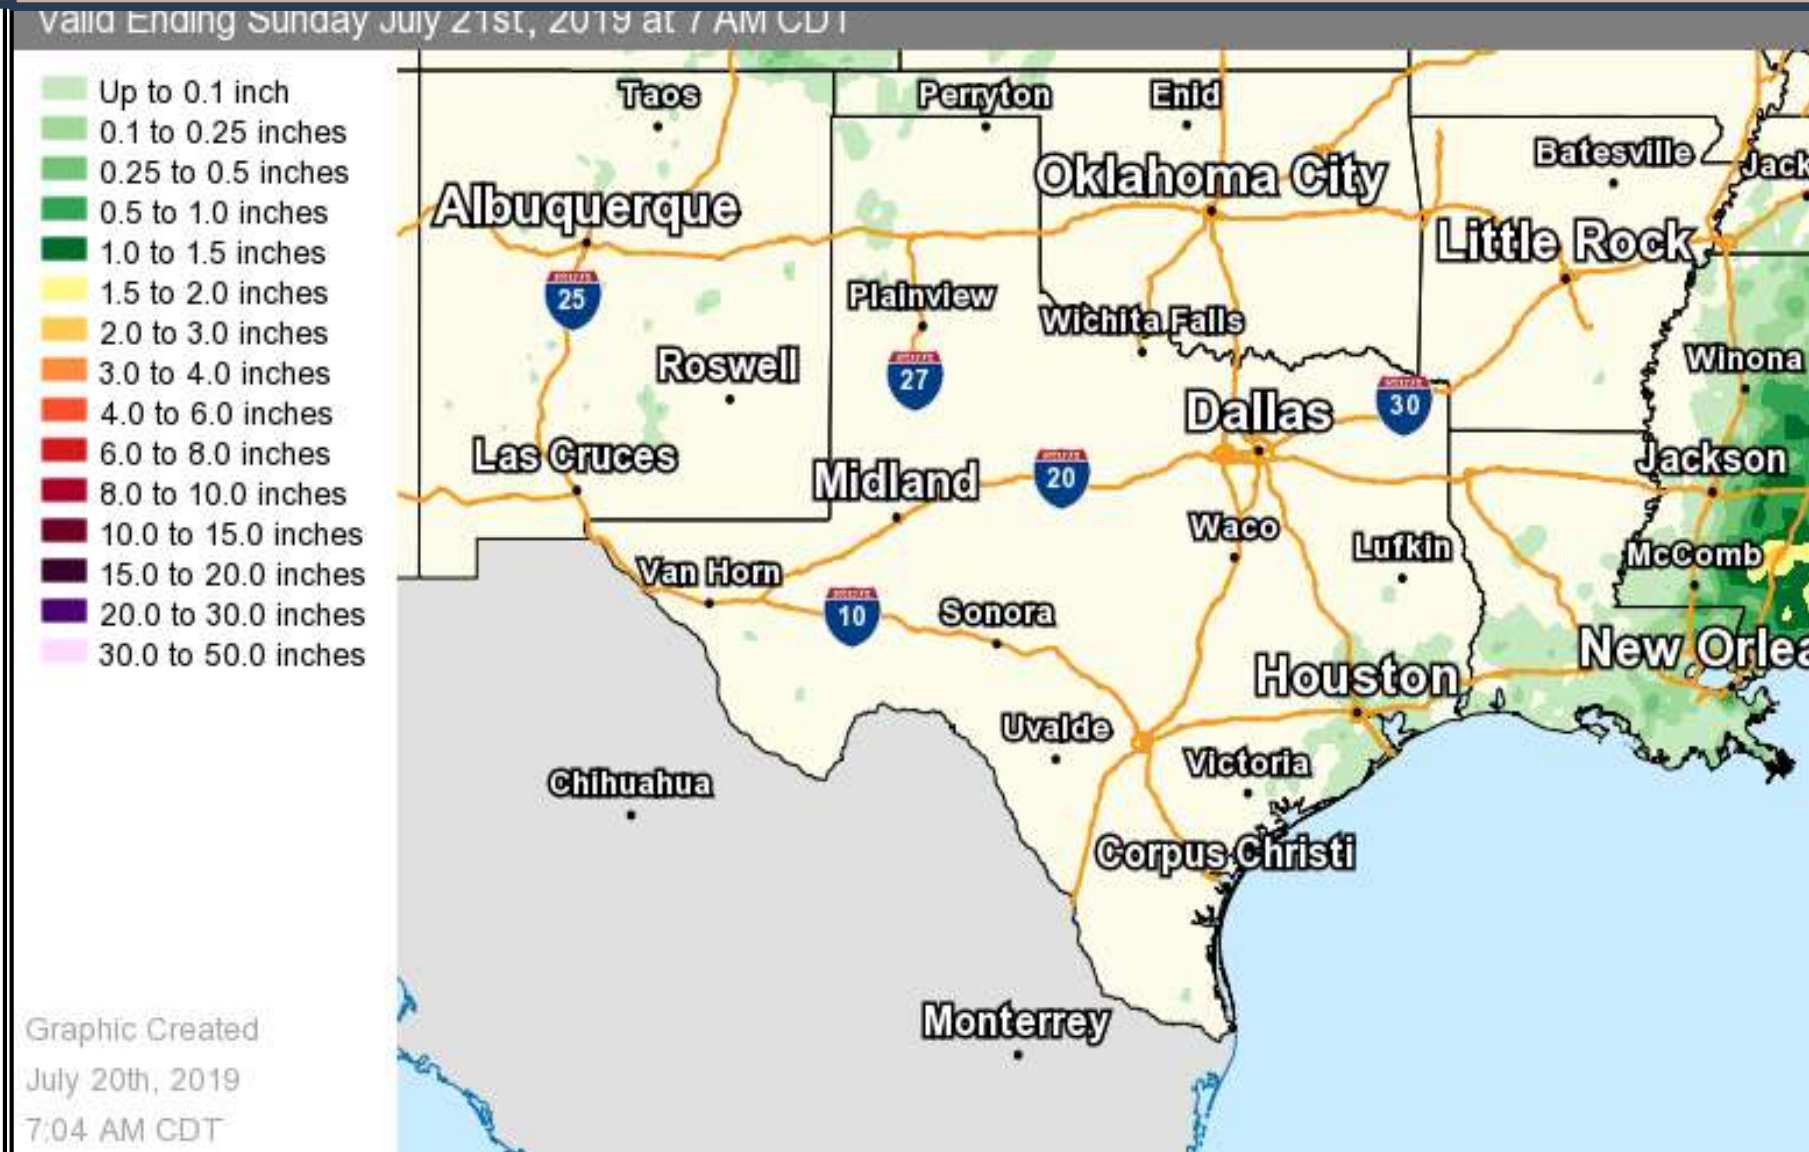 Valid Ending Sunday July 21st, 2019 at 7 AM CDT
Up to 0.1 inch
0.1 to 0.25 inches
0.25 to 0.5 inches
0.5 to 1.0 inches
1.0 to 1.5 inches
1.5 to 2.0 inches
2.0 to 3.0 inches
3.0 to 4.0 inches
4.0 to 6.0 inches
6.0 to 8.0 inches
8.0 to 10.0 inches
10.0 to 15.0 inches
15.0 to 20.0 inches
20.0 to 30.0 inches
30.0 to 50.0 inches
Graphic Created
July 20th, 2019
7:04 AM CDT
Taos
Perryton
Enid
Batesville
Jack
Oklahoma City
Albuquerque
Little Rock
25
Plainview
Wichita Falls
Roswell
27
Winona
30
Dallas
Las Cruces
Midland
20
Jackson
Waco
Lufkin
McComb
Van Horn
10
Sonora
New Orlea
Houston
Uvalde
Victoria
Chihuahua
Corpus Christi
Monterrey